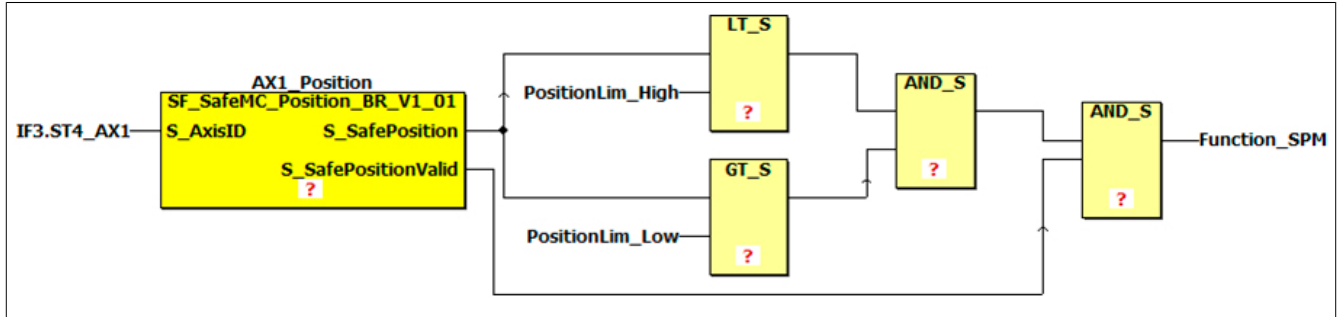 LT_S
AX1_Position
SF_SafeMC_Position_BR_V1_01
PositionLim_High
AND_S
?
IF3.ST4_AX1
S_AxisID
S_SafePosition
AND_S
Function_SPM
S_SafePositionValid
GT_S
?
?
?
PositionLim_Low
?